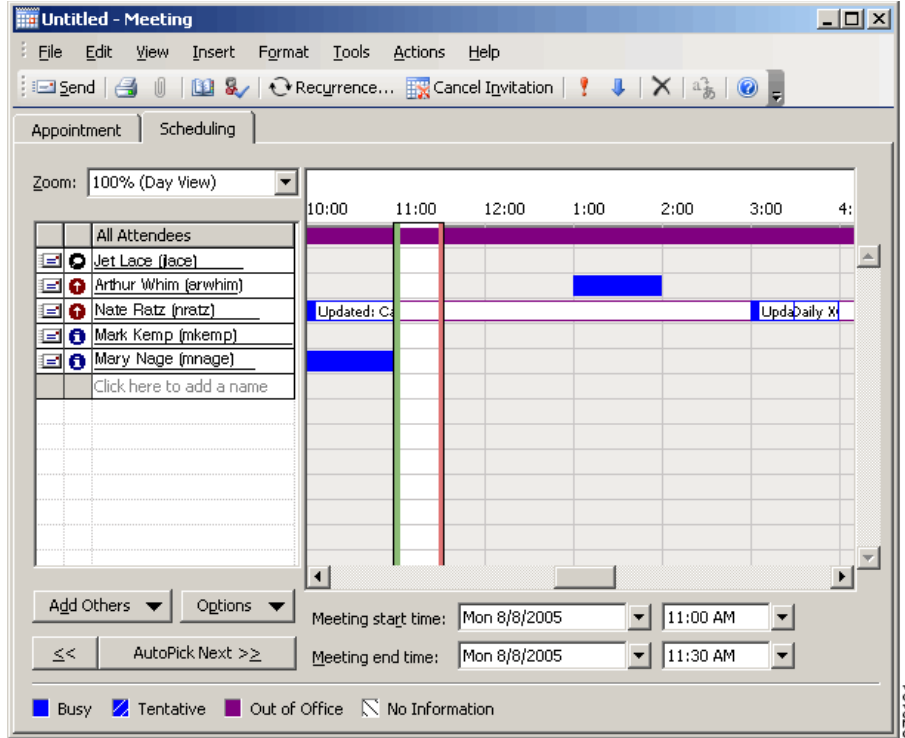 Untitled - Meeting
File Edit View Insert Format Tools Actions Help
Send Recurrence... Cancel Invitation
Appointment Scheduling
Zoom: 100% (Day View)
10:00 11:00 12:00 1:00 2:00 3:00 4:
All Attendees
Jet Lace (jlace)
Arthur Whim (arwhim)
Nate Ratz (nratz) Updated: Ca Upda Daily X
Mark Kemp (mkemp)
Mary Nage (mnage)
Click here to add a name
Add Others Options
Meeting start time: Mon 8/8/2005 11:00 AM
<< AutoPick Next >>
Meeting end time: Mon 8/8/2005 11:30 AM
Busy Tentative Out of Office No Information